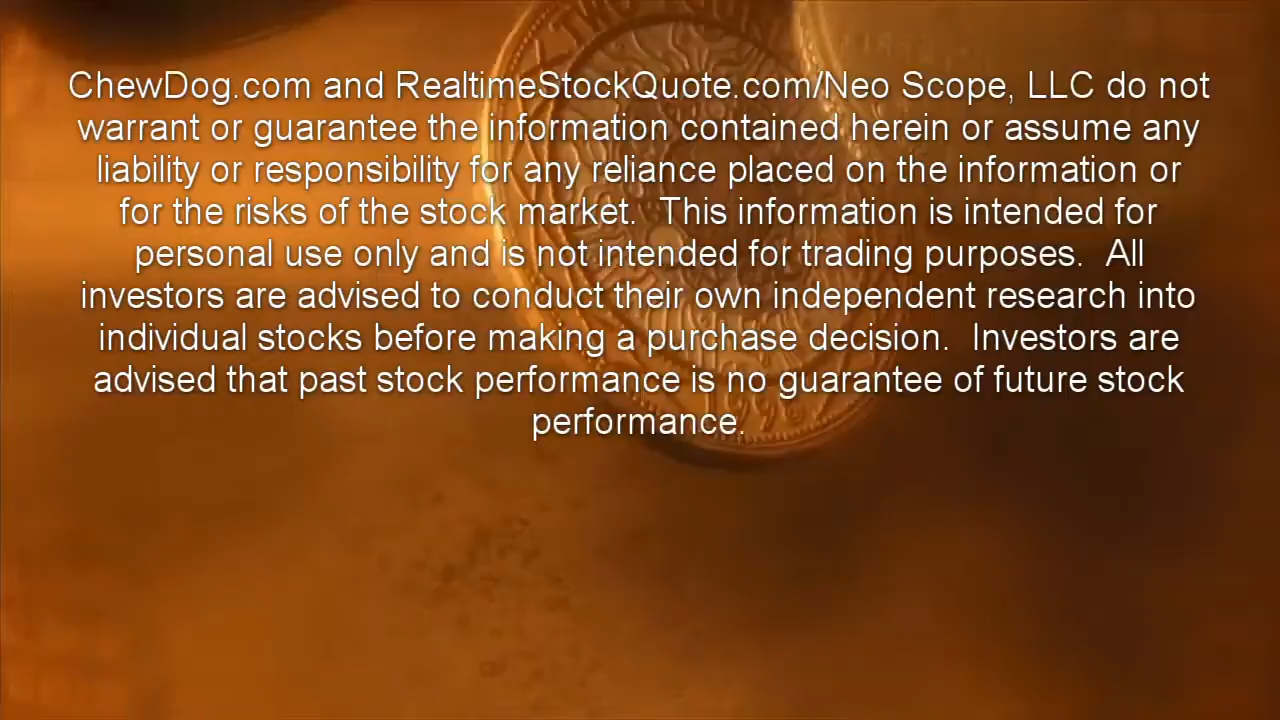 ChewDog.com and RealtimeStockQuote.com/Neo Scope, LLC do not
warrant or guarantee the information contained herein or assume any
liability or responsibility for any reliance placed on the information or
for the risks of the stock market.  This information is intended for
personal use only and is not intended for trading purposes.  All
investors are advised to conduct their own independent research into
individual stocks before making a purchase decision.  Investors are
advised that past stock performance is no guarantee of future stock
performance.